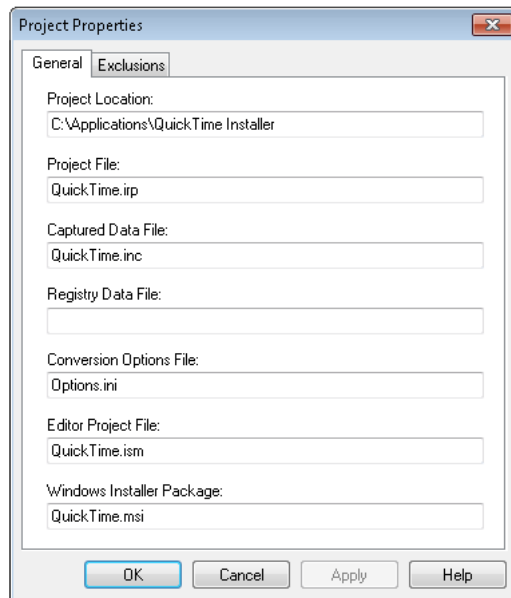 Project Properties
General Exclusions
Project Location:
C:\Applications\QuickTime Installer
Project File:
QuickTime.irp
Captured Data File:
QuickTime.inc
Registry Data File:
Conversion Options File:
Options.ini
Editor Project File:
QuickTime.ism
Windows Installer Package:
QuickTime.msi
OK Cancel Apply Help